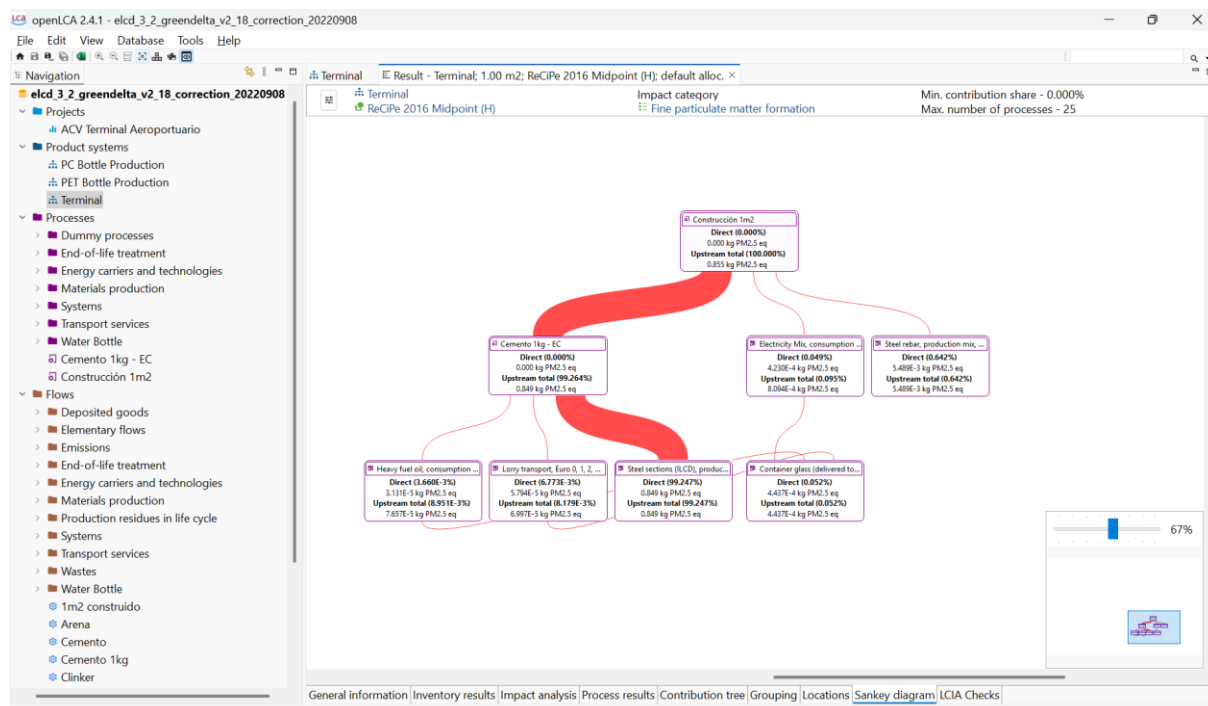 openLCA 2.4.1 - elcd_3_2_greendelta_v2_18_correction_20220908
File Edit View Database Tools Help
Navigation
elcd_3_2_greendelta_v2_18_correction_20220908
Projects
ACV Terminal Aeroportuario
Product systems
PC Bottle Production
PET Bottle Production
Terminal
Processes
Dummy processes
End-of-life treatment
Energy carriers and technologies
Materials production
Systems
Transport services
Water Bottle
Cemento 1kg - EC
Construcción 1m2
Flows
Deposited goods
Elementary flows
Emissions
End-of-life treatment
Energy carriers and technologies
Materials production
Production residues in life cycle
Systems
Transport services
Wastes
Water Bottle
1m2 construido
Arena
Cemento
Cemento 1kg
Clinker
Terminal
Result - Terminal; 1.00 m2; ReCiPe 2016 Midpoint (H); default alloc.
Terminal
ReCiPe 2016 Midpoint (H)
Impact category
Fine particulate matter formation
Min. contribution share - 0.000%
Max. number of processes - 25
Construcción 1m2
Direct (0.000%)
0.000 kg PM2.5 eq
Upstream total (100.000%)
0.855 kg PM2.5 eq
Cemento 1kg - EC
Direct (0.000%)
0.000 kg PM2.5 eq
Upstream total (99.264%)
0.849 kg PM2.5 eq
Electricity Mix, consumption ...
Direct (0.049%)
4.230E-4 kg PM2.5 eq
Upstream total (0.095%)
8.094E-4 kg PM2.5 eq
Steel rebar, production mix, ...
Direct (0.642%)
5.489E-3 kg PM2.5 eq
Upstream total (0.642%)
5.489E-3 kg PM2.5 eq
Heavy fuel oil, consumption ...
Direct (3.660E-3%)
3.131E-5 kg PM2.5 eq
Upstream total (8.951E-3%)
7.657E-5 kg PM2.5 eq
Lorry transport, Euro 0, 1, 2, ...
Direct (6.773E-3%)
5.794E-5 kg PM2.5 eq
Upstream total (8.179E-3%)
6.997E-5 kg PM2.5 eq
Steel sections (ILCD), produc...
Direct (99.247%)
0.849 kg PM2.5 eq
Upstream total (99.247%)
0.849 kg PM2.5 eq
Container glass (delivered to...
Direct (0.052%)
4.437E-4 kg PM2.5 eq
Upstream total (0.052%)
4.437E-4 kg PM2.5 eq
67%
General information Inventory results Impact analysis Process results Contribution tree Grouping Locations Sankey diagram LCIA Checks